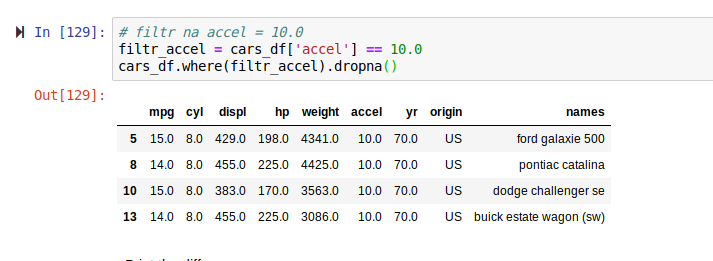 In [129]:
# filtr na accel = 10.0
filtr_accel = cars_df['accel'] == 10.0
cars_df.where(filtr_accel).dropna()
Out[129]:
mpg cyl displ hp weight accel yr origin names
5 15.0 8.0 429.0 198.0 4341.0 10.0 70.0 US ford galaxie 500
8 14.0 8.0 455.0 225.0 4425.0 10.0 70.0 US pontiac catalina
10 15.0 8.0 383.0 170.0 3563.0 10.0 70.0 US dodge challenger se
13 14.0 8.0 455.0 225.0 3086.0 10.0 70.0 US buick estate wagon (sw)